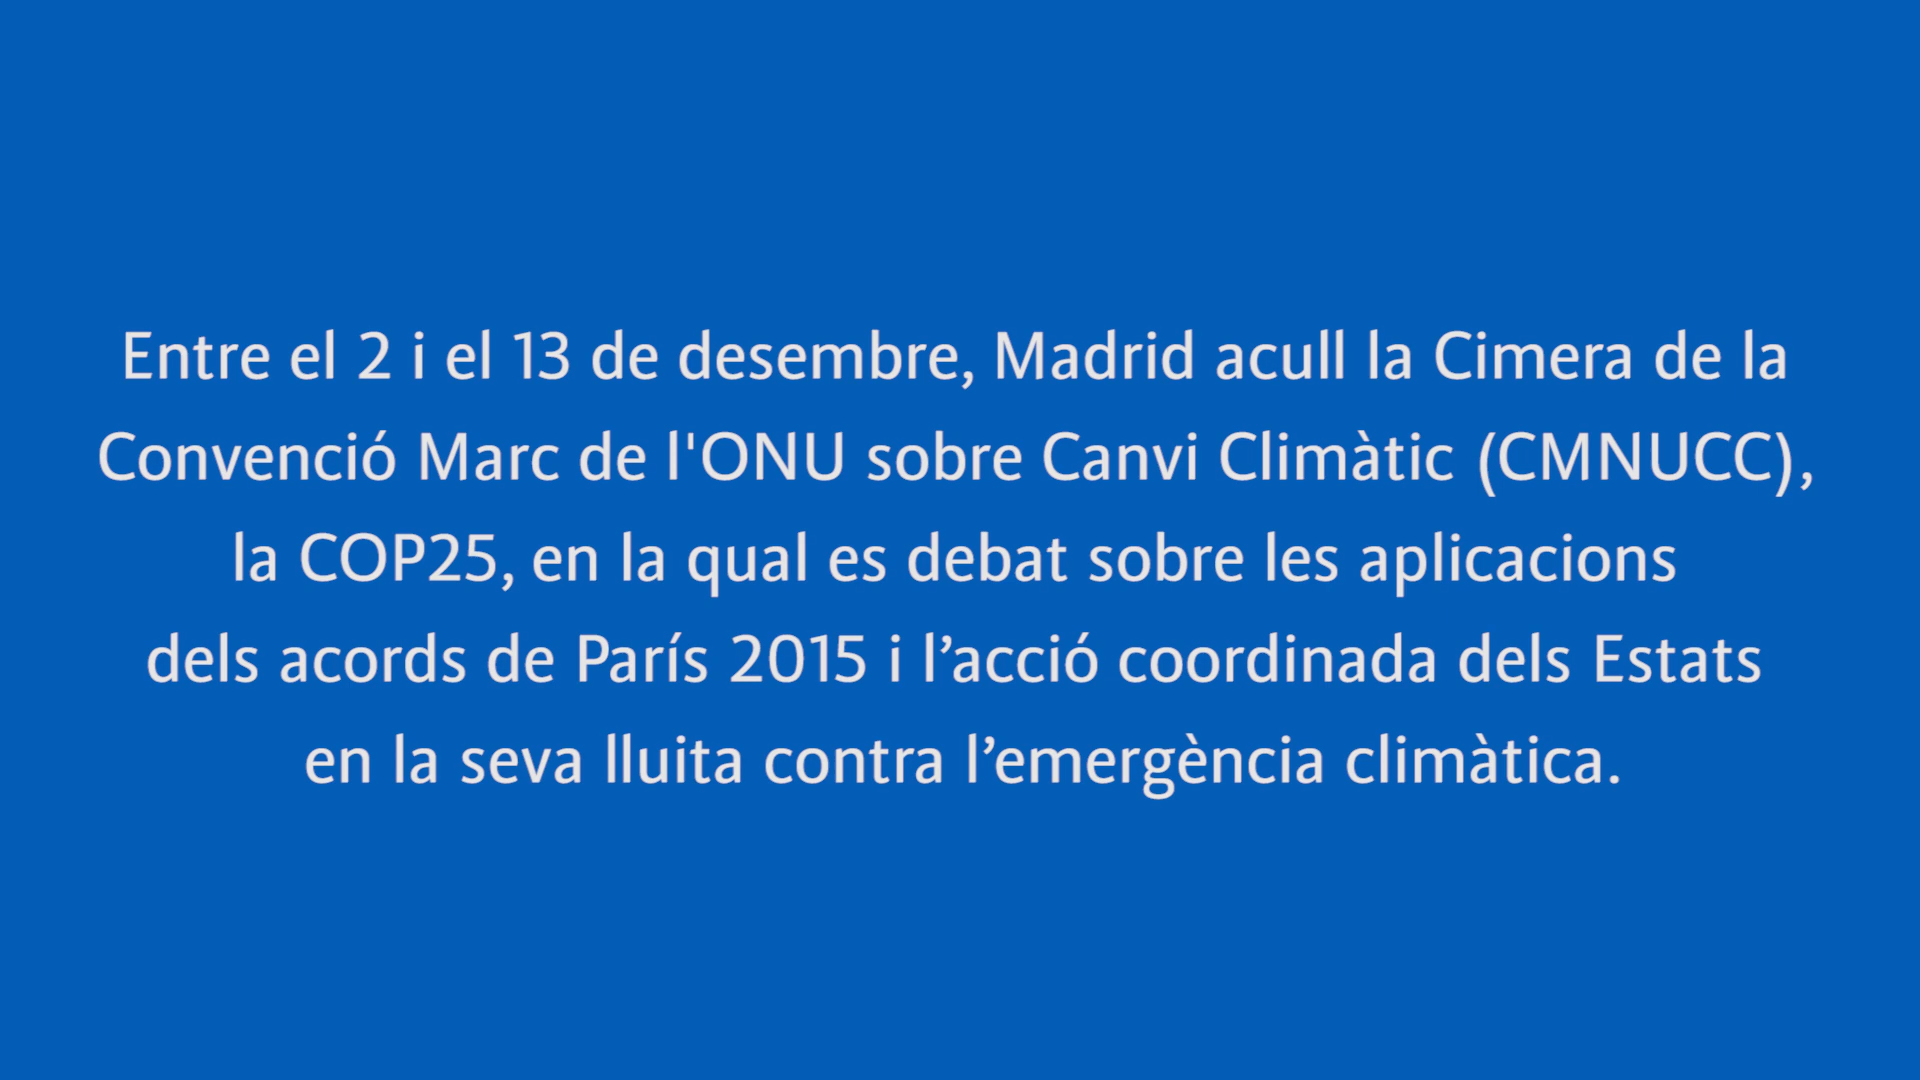 Entre el 2 i el 13 de desembre, Madrid acull la Cimera de la
Convenció Marc de l'ONU sobre Canvi Climàtic (CMNUCC),
la COP25, en la qual es debat sobre les aplicacions
dels acords de París 2015 i l’acció coordinada dels Estats
en la seva lluita contra l’emergència climàtica.